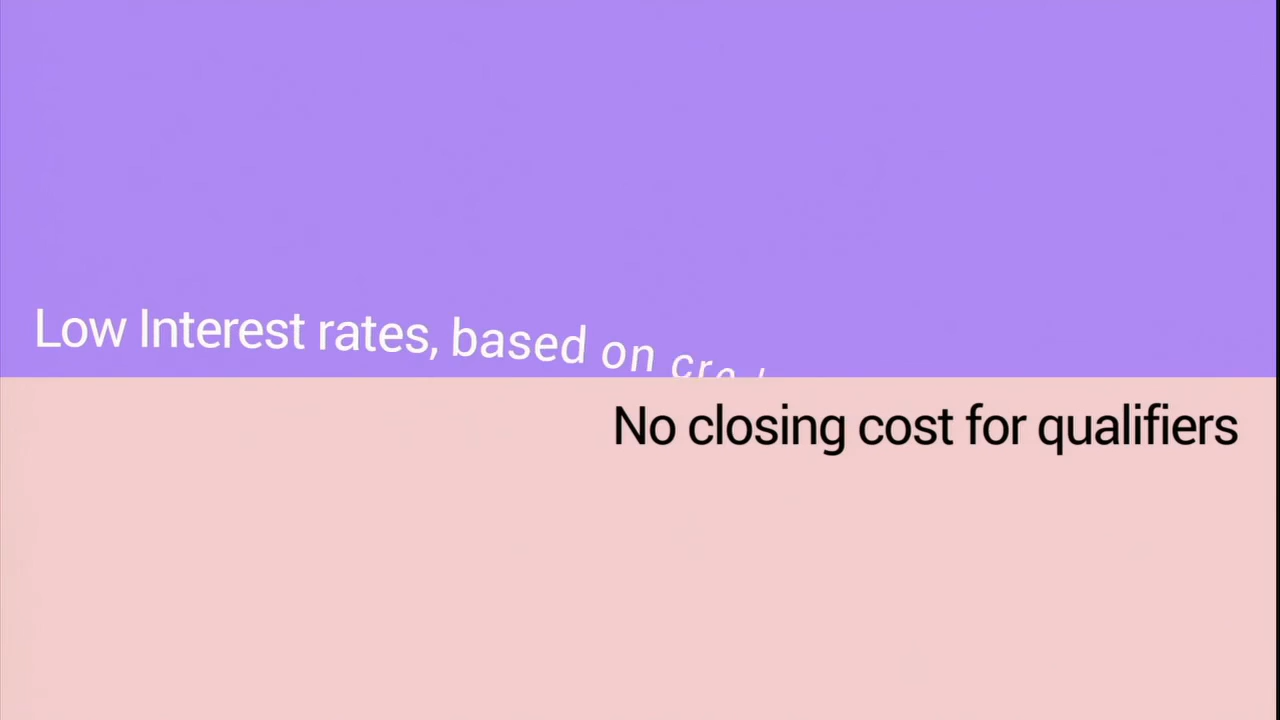 Low Interest rates, based on
No closing cost for qualifiers